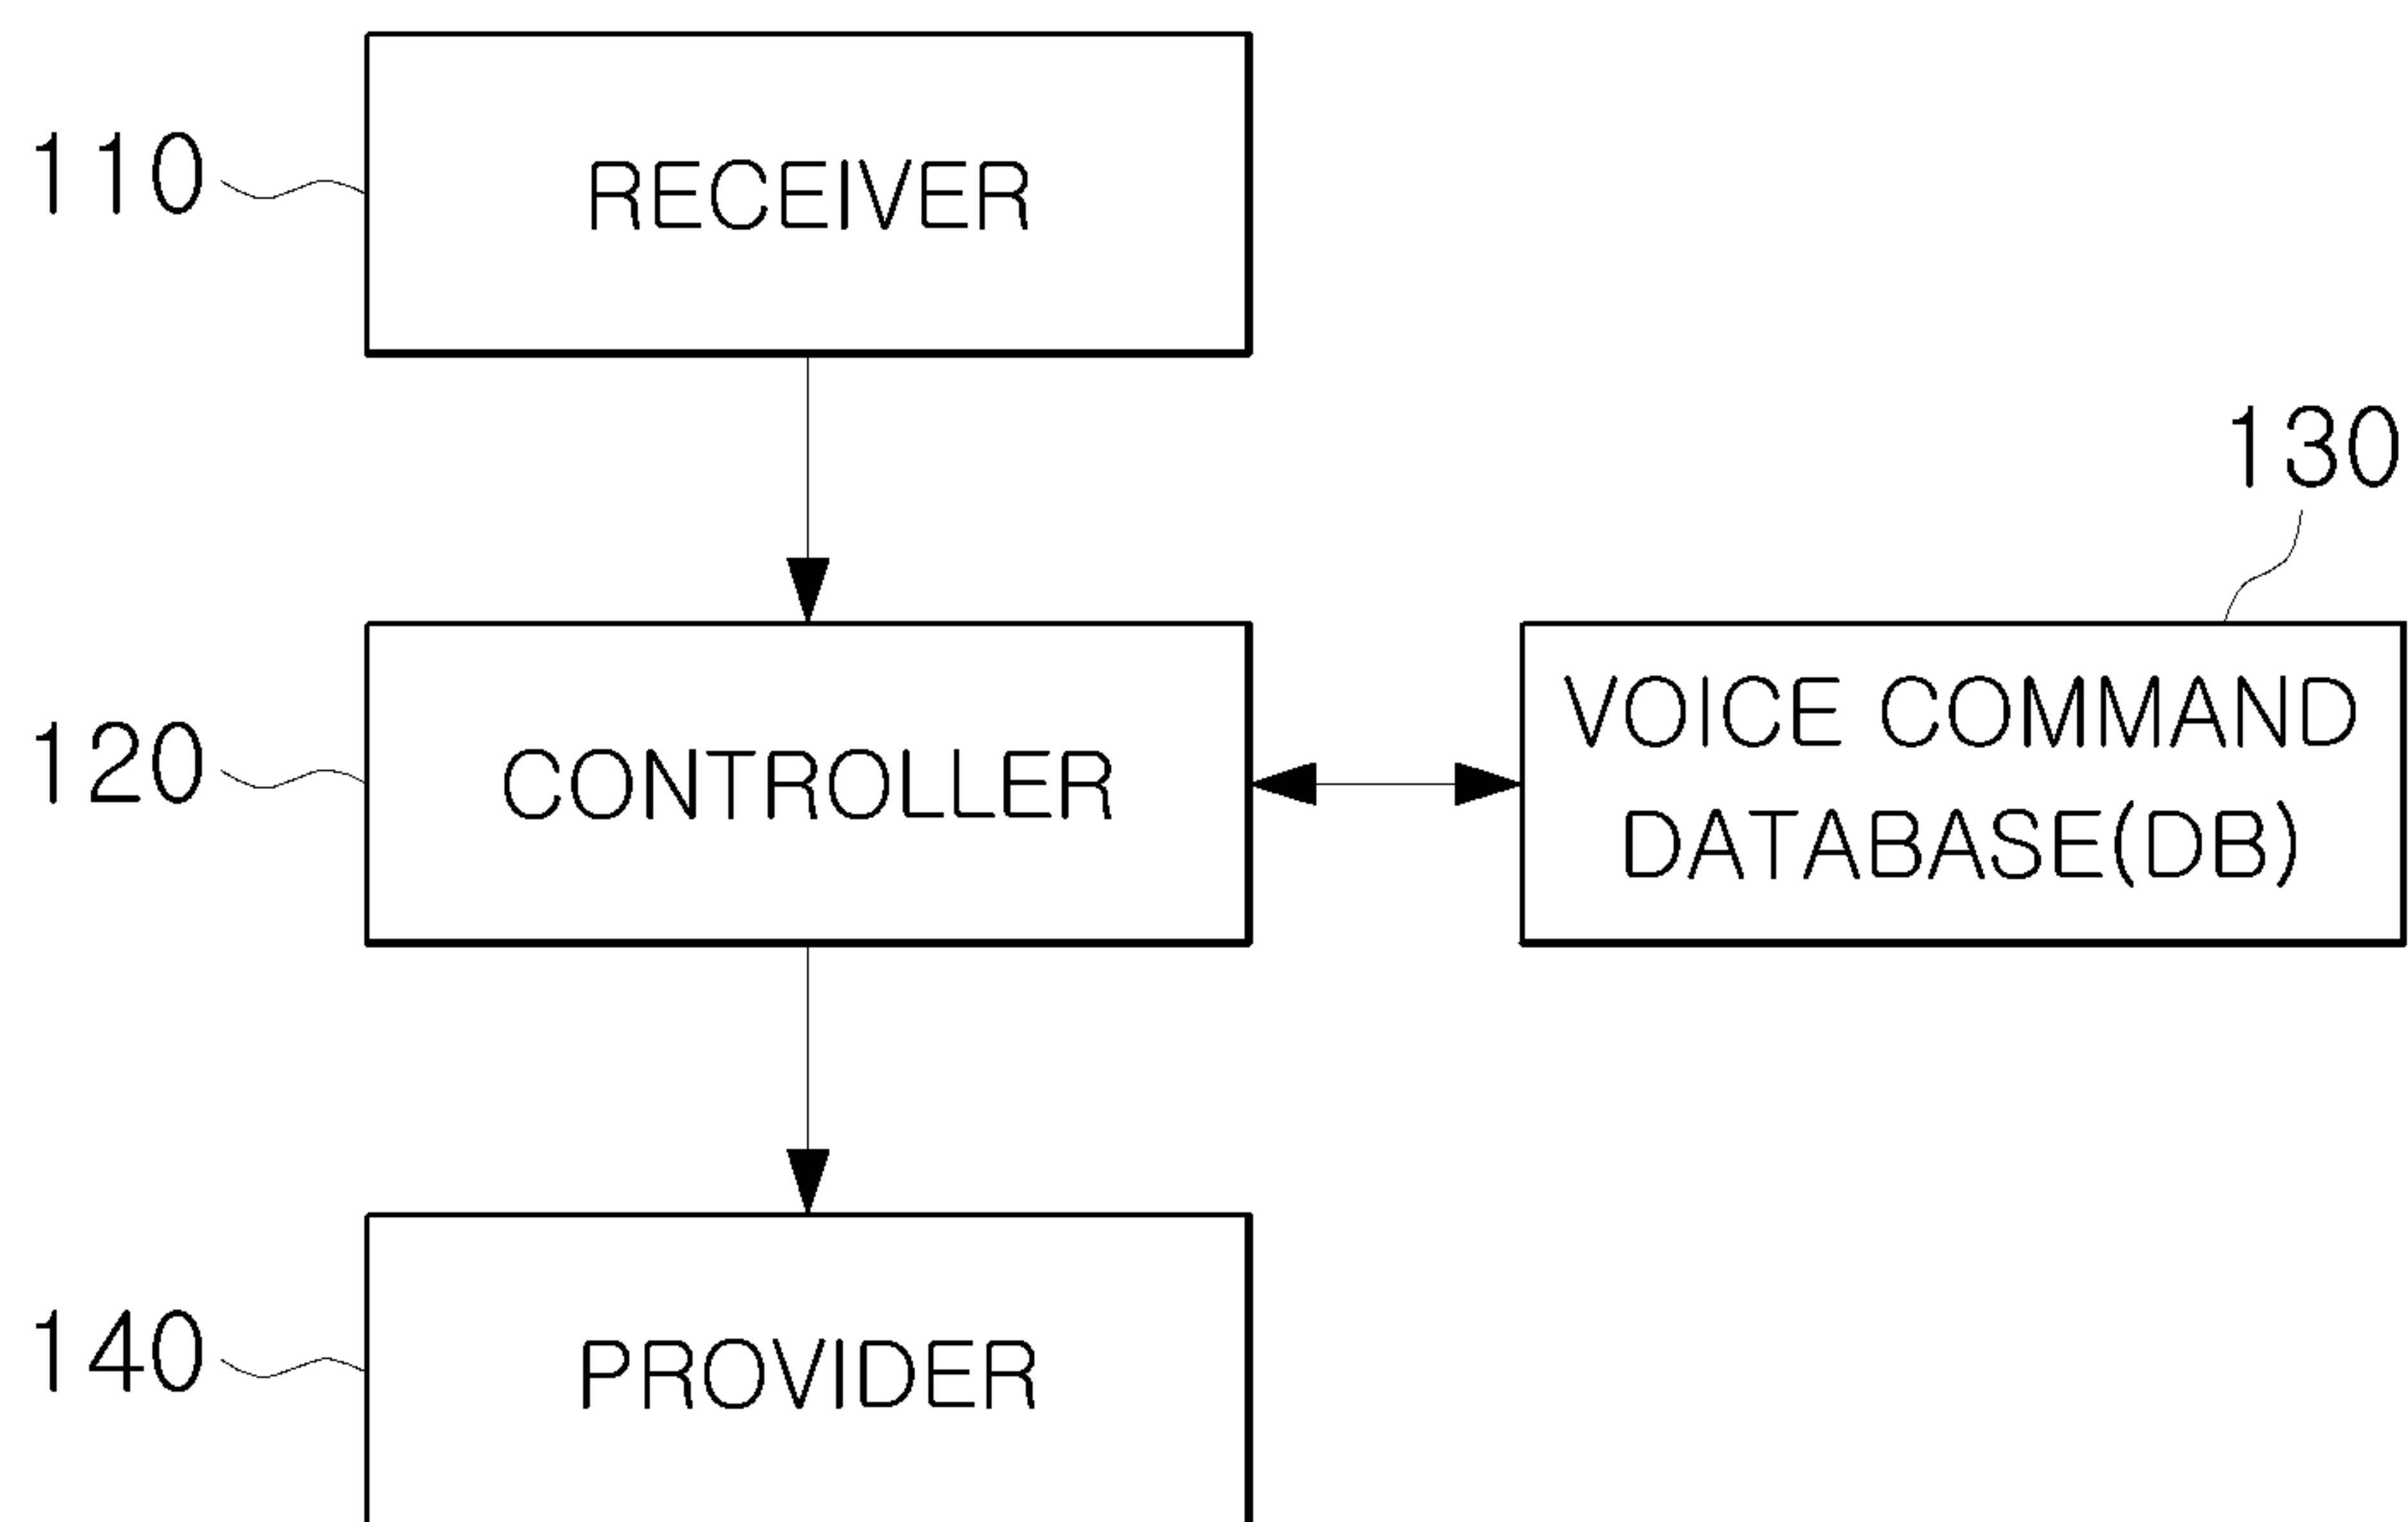 110
RECEIVER
130
120
CONTROLLER
VOICE COMMAND
DATABASE(DB)
140
PROVIDER